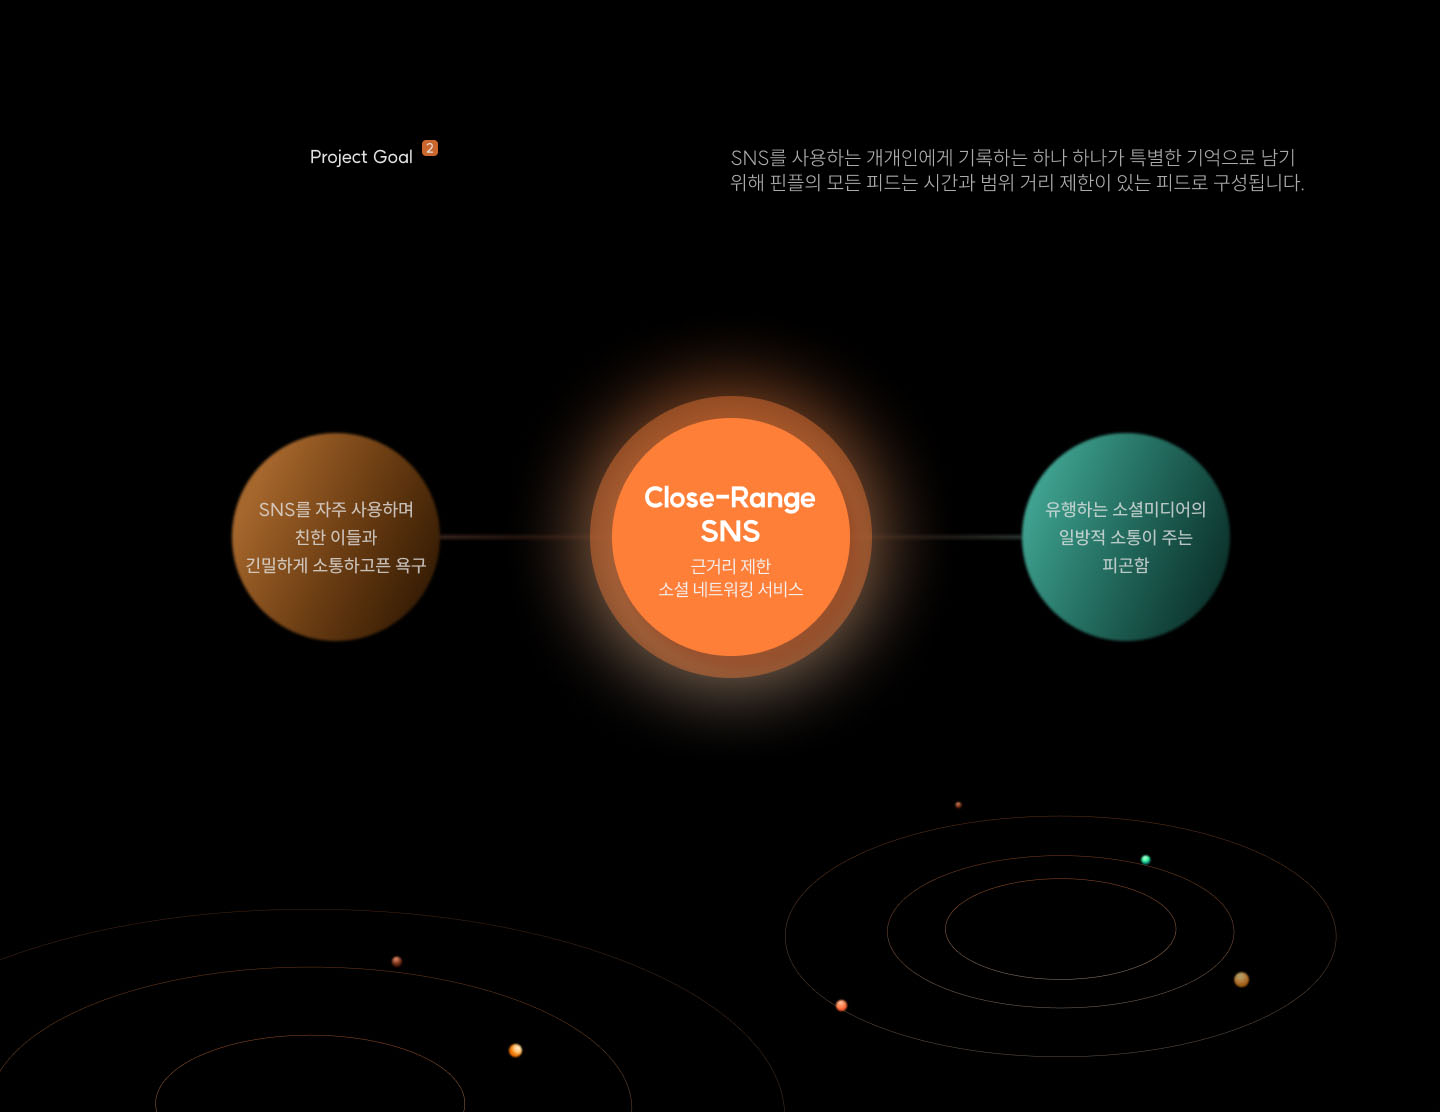 Project Goal 2
SNS를 사용하는 개개인에게 기록하는 하나 하나가 특별한 기억으로 남기
위해 핀플의 모든 피드는 시간과 범위 거리 제한이 있는 피드로 구성됩니다.
SNS를 자주 사용하며
친한 이들과
긴밀하게 소통하고픈 욕구
Close-Range
SNS
근거리 제한
소셜 네트워킹 서비스
유행하는 소셜미디어의
일방적 소통이 주는
피곤함